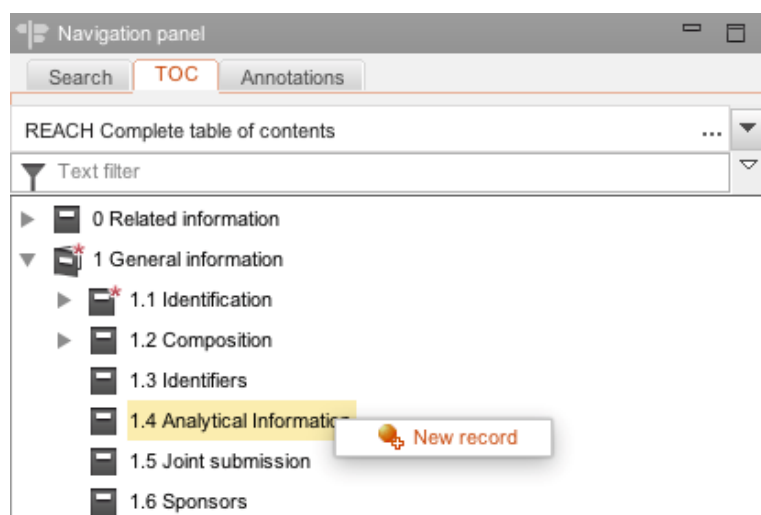 Navigation panel
Search TOC Annotations
REACH Complete table of contents ...
Text filter
0 Related information
1 General information
1.1 Identification
1.2 Composition
1.3 Identifiers
1.4 Analytical Information
New record
1.5 Joint submission
1.6 Sponsors